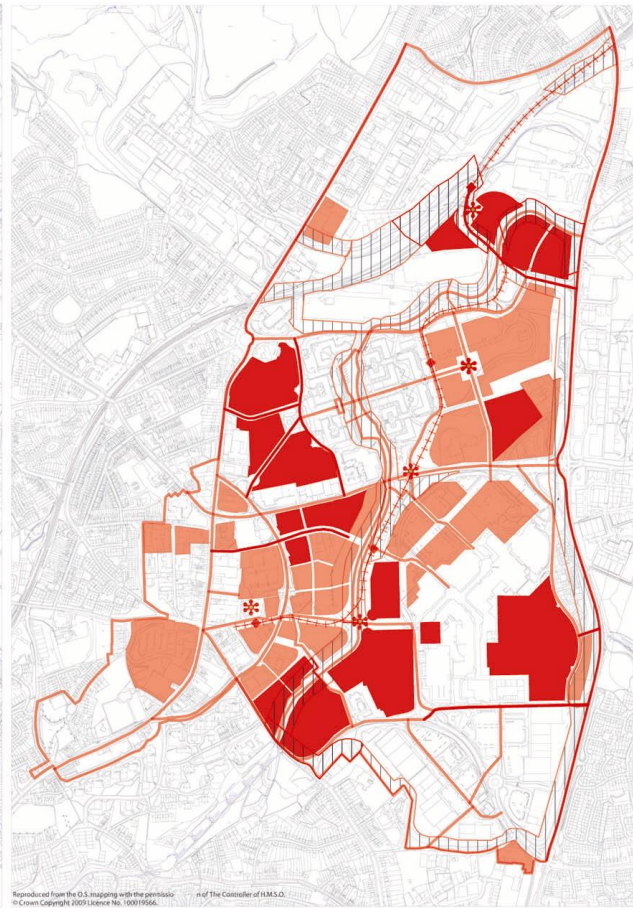 Reproduced from the O.S. mapping with the permissio n of The Controller of H.M.S.O.
© Crown Copyright 2009 Licence No. 100019566.